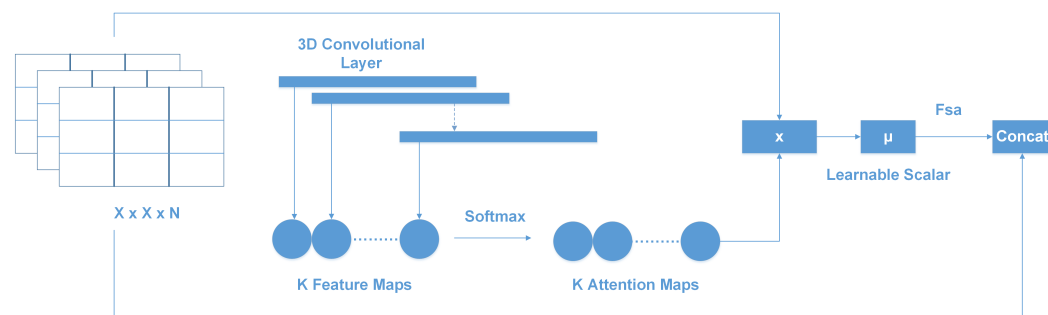 3D Convolutional
Layer
Fsa
x
μ
Concat
Learnable Scalar
X x X x N
Softmax
K Feature Maps
K Attention Maps